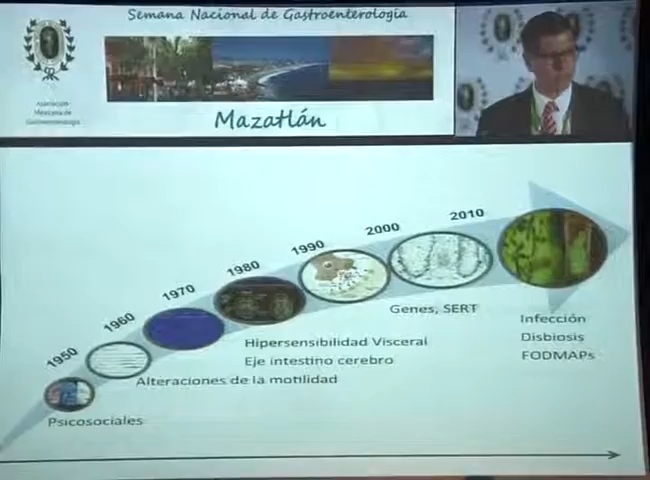 Semana Nacional de Gastroenterología
Asociación
Mexicana de
Gastroenterología
Mazatlán
1950
1960
1970
1980
1990
2000
2010
Genes, SERT
Infección
Disbiosis
FODMAPs
Hipersensibilidad Visceral
Eje intestino cerebro
Alteraciones de la motilidad
Psicosociales